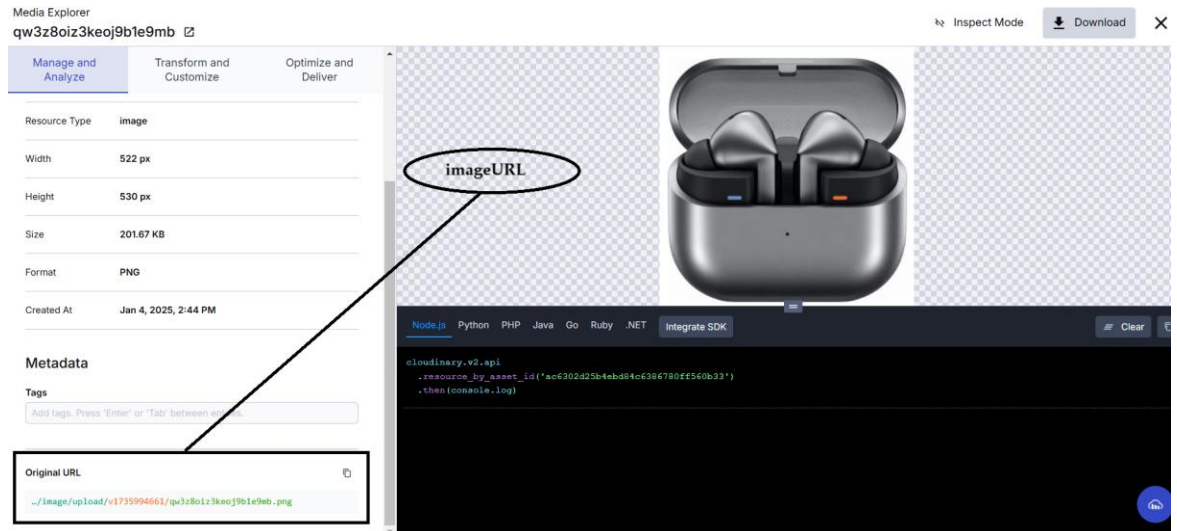 Media Explorer
qw3z8oiz3keoj9b1e9mb
Inspect Mode
Download
Manage and
Analyze
Transform and
Customize
Optimize and
Deliver
Resource Type image
Width 522 px
Height 530 px
Size 201.67 KB
Format PNG
Created At Jan 4, 2025, 2:44 PM
Metadata
Tags
Add tags. Press 'Enter' or 'Tab' between entries.
Original URL
…/image/upload/v1735994661/qw3z8oiz3keoj9b1e9mb.png
imageURL
Node.js Python PHP Java Go Ruby .NET Integrate SDK
Clear
cloudinary.v2.api
.resource_by_asset_id('ac6302d25b4ebd84c6386780ff560b33')
.then(console.log)